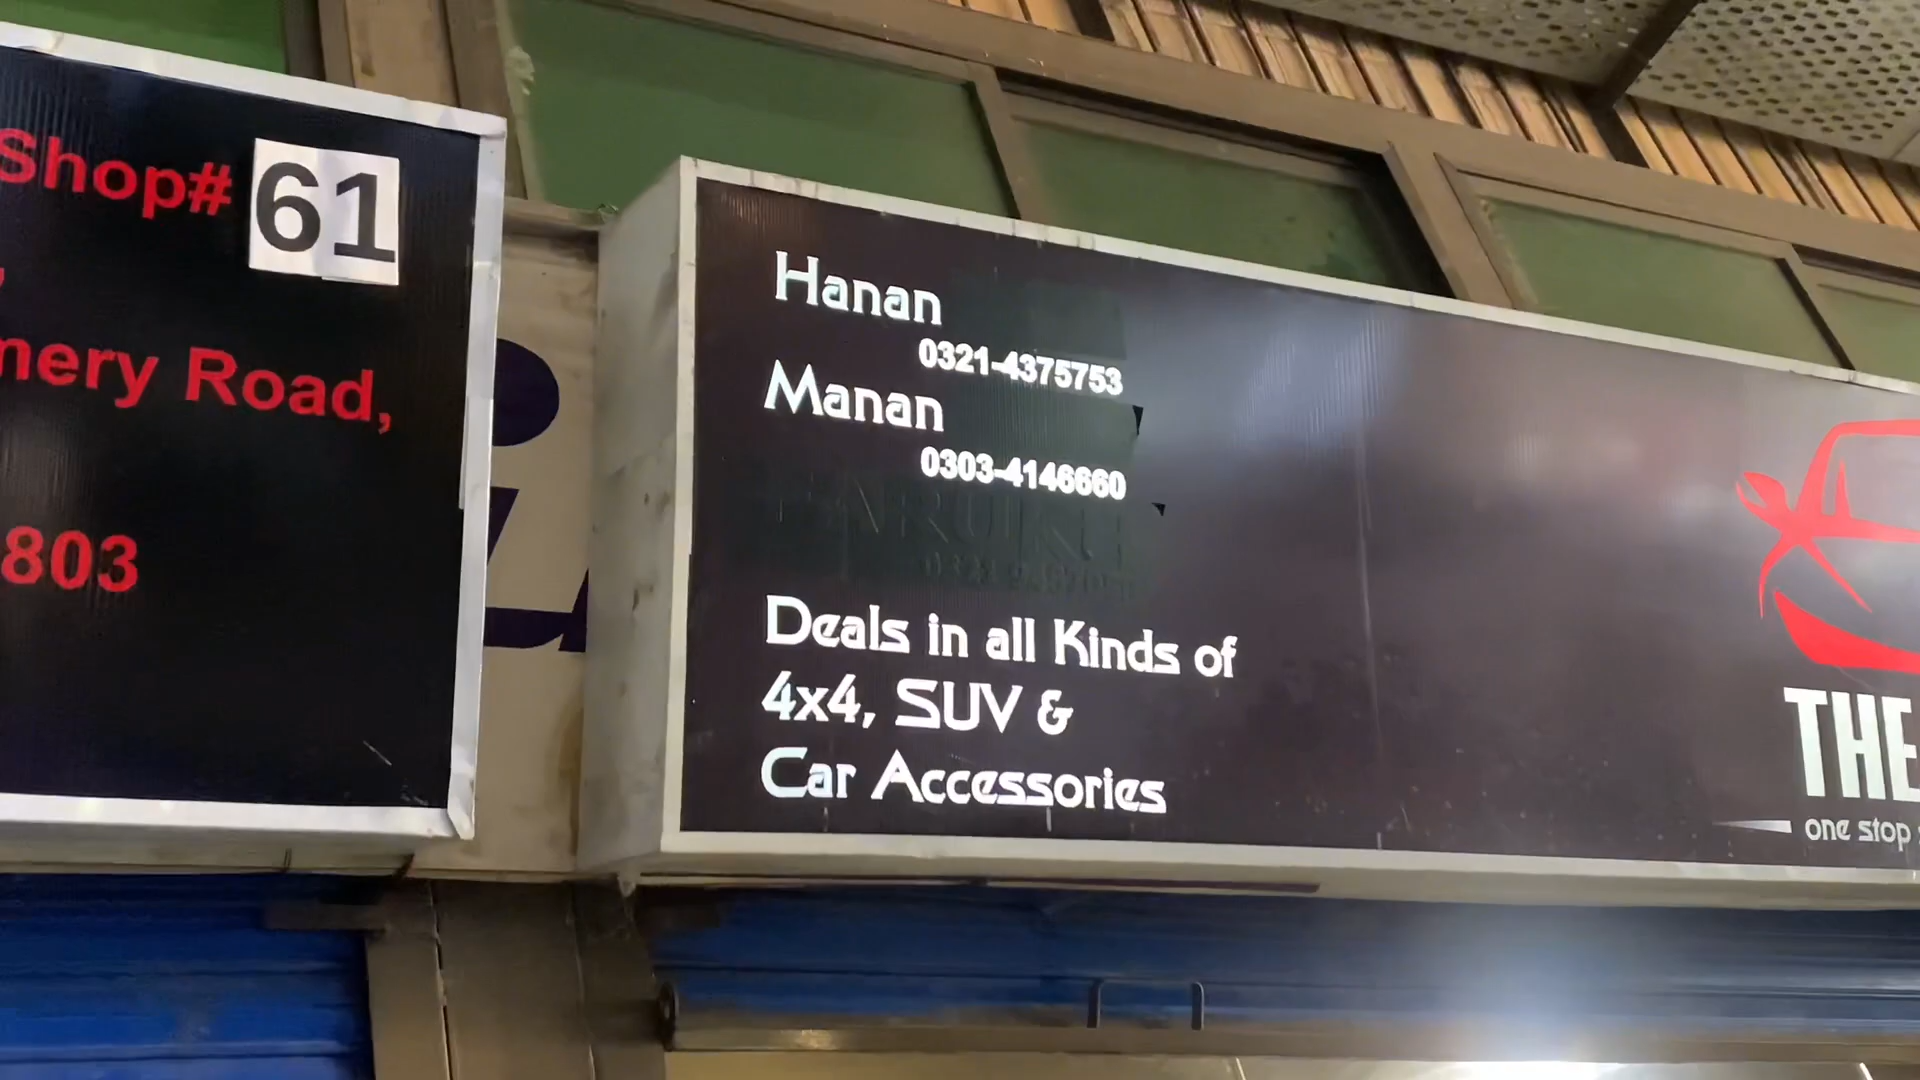 Shop# 61
Road,
803
Hanan
0321-4375753
Manan
0303-4146660
Deals in all Kinds of
4x4, SUV &
Car Accessories
THE
one stop